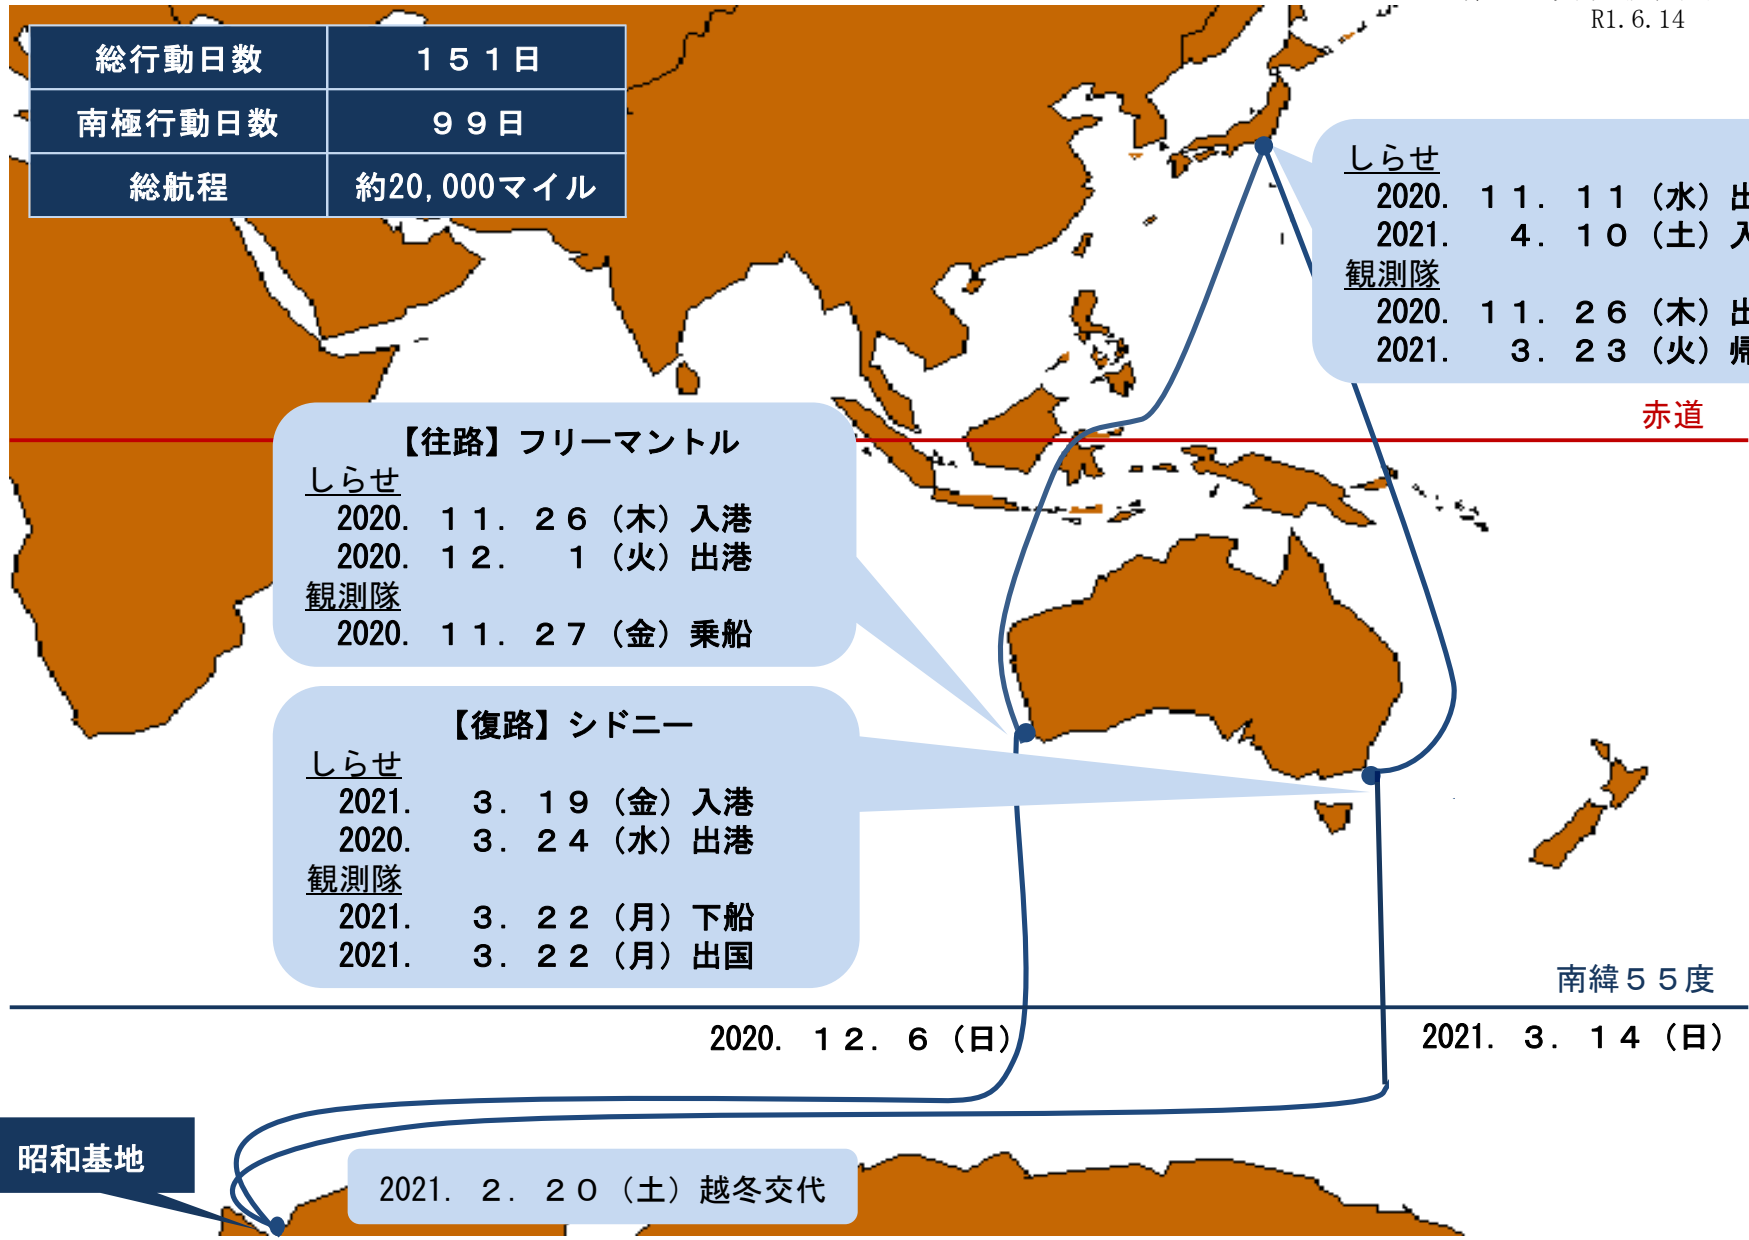 R1.6.14
総行動日数 151日
南極行動日数 99日
総航程 約20,000マイル
しらせ
2020. 11. 11（水）出
2021. 4. 10（土）入
観測隊
2020. 11. 26（木）出
2021. 3. 23（火）帰
赤道
【往路】フリーマントル
しらせ
2020. 11. 26（木）入港
2020. 12. 1（火）出港
観測隊
2020. 11. 27（金）乗船
【復路】シドニー
しらせ
2021. 3. 19（金）入港
2020. 3. 24（水）出港
観測隊
2021. 3. 22（月）下船
2021. 3. 22（月）出国
南緯55度
2020. 12. 6（日）
2021. 3. 14（日）
昭和基地
2021. 2. 20（土）越冬交代